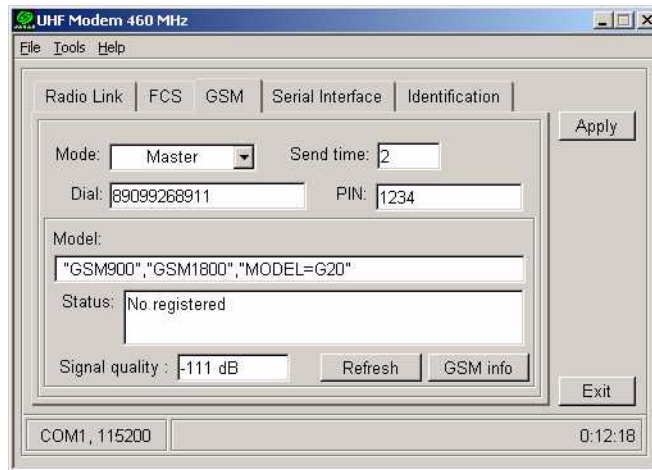 UHF Modem 460 MHz
File Tools Help
Radio Link FCS GSM Serial Interface Identification
Apply
Mode: Master Send time: 2
Dial: 89099268911 PIN: 1234
Model:
"GSM900","GSM1800","MODEL=G20"
Status: No registered
Signal quality : -111 dB Refresh GSM info
Exit
COM1, 115200 0:12:18